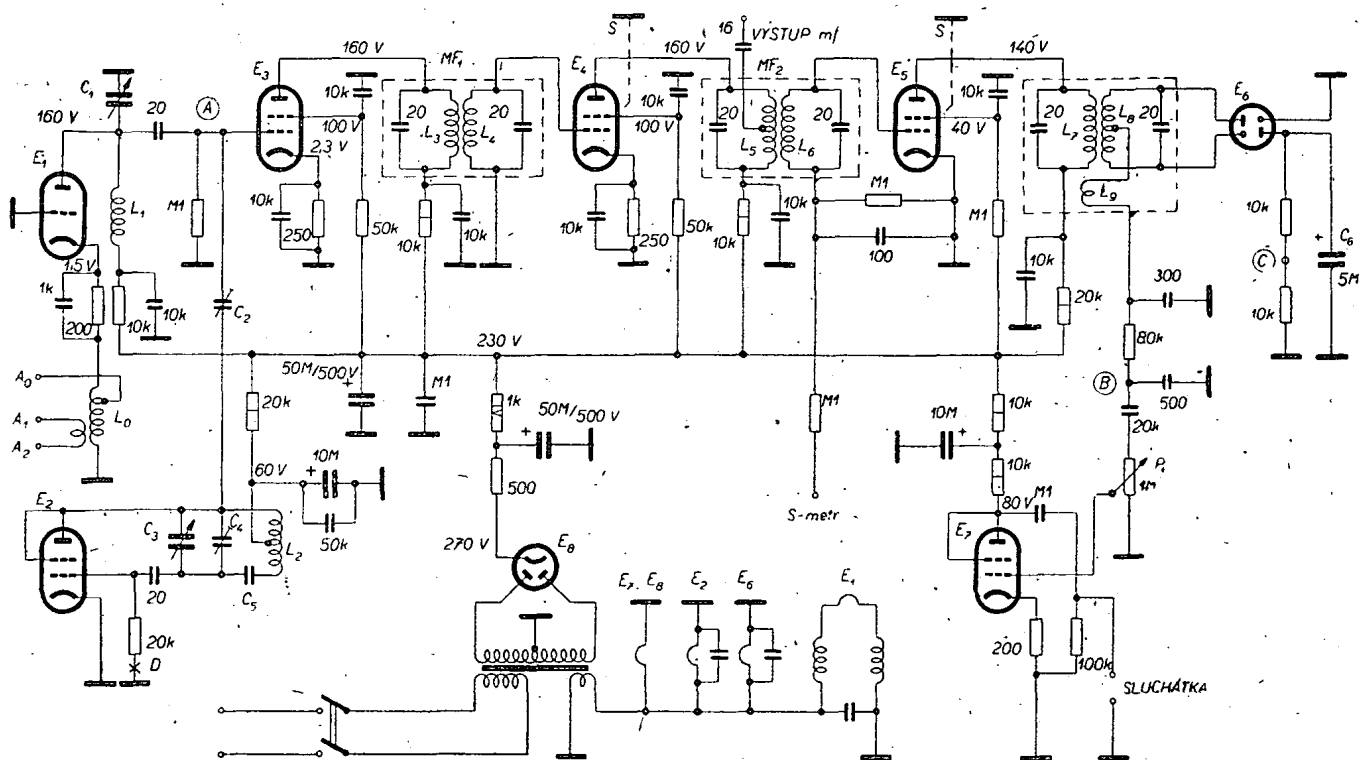 C₁
20
A
160 V
E₁
L₁
M1
1,5 V
1k
200
10k
10k
C₂
A₀
A₁
A₂
L₀
E₃
160 V
10k
100 V
2,3 V
10k
250
50k
MF₁
20
20
L₃
L₄
10k
10k
S
E₄
160 V
10k
100 V
10k
250
50k
16
VÝSTUP mf
MF₂
20
20
L₅
L₆
10k
10k
M1
100
S
E₅
140 V
10k
40 V
M1
20
L₇
L₈
20
L₉
10k
20k
E₆
10k
C
10k
+
C₆
5M
300
80k
B
500
20k
P₁
1M
230 V
20k
50M/500 V
+
M1
1k
+
50M/500 V
500
M1
S-metr
10M
+
10k
10k
80 V
M1
60 V
+
10M
50k
E₂
C₃
C₄
L₂
20
C₅
20k
D
270 V
E₈
E₇, E₈
E₂
E₆
E₁
E₇
200
100k
SLUCHÁTKA